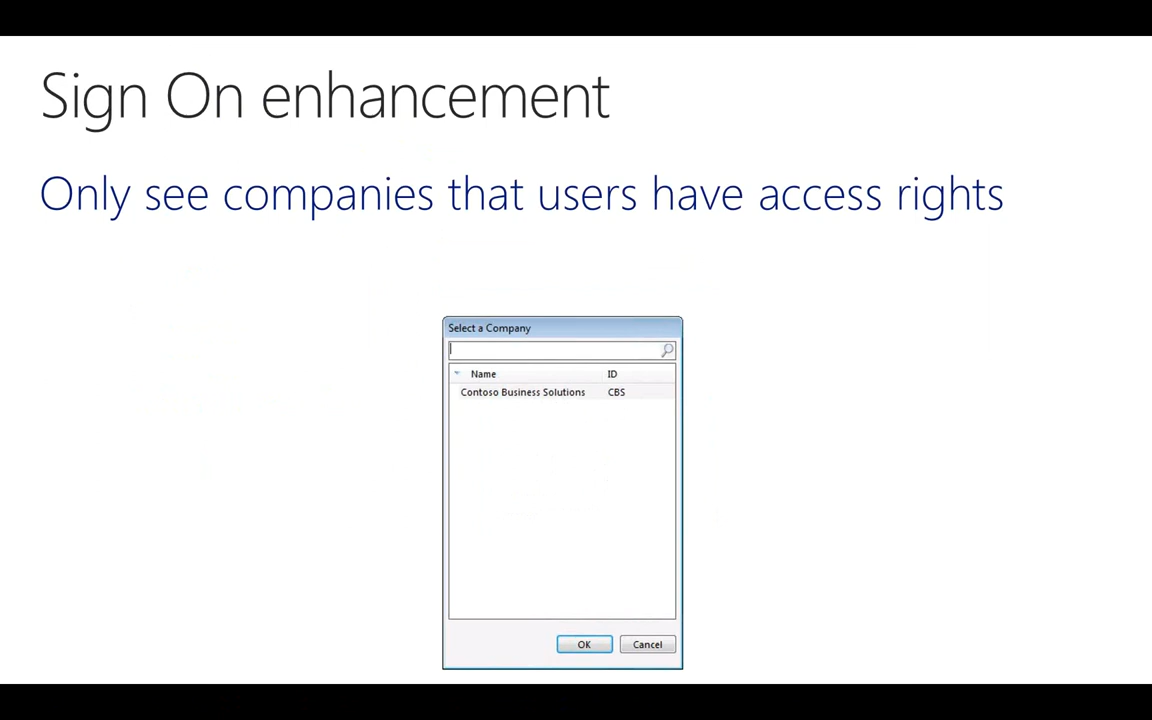 Sign On enhancement
Only see companies that users have access rights
Select a Company
Name ID
Contoso Business Solutions CBS
OK Cancel